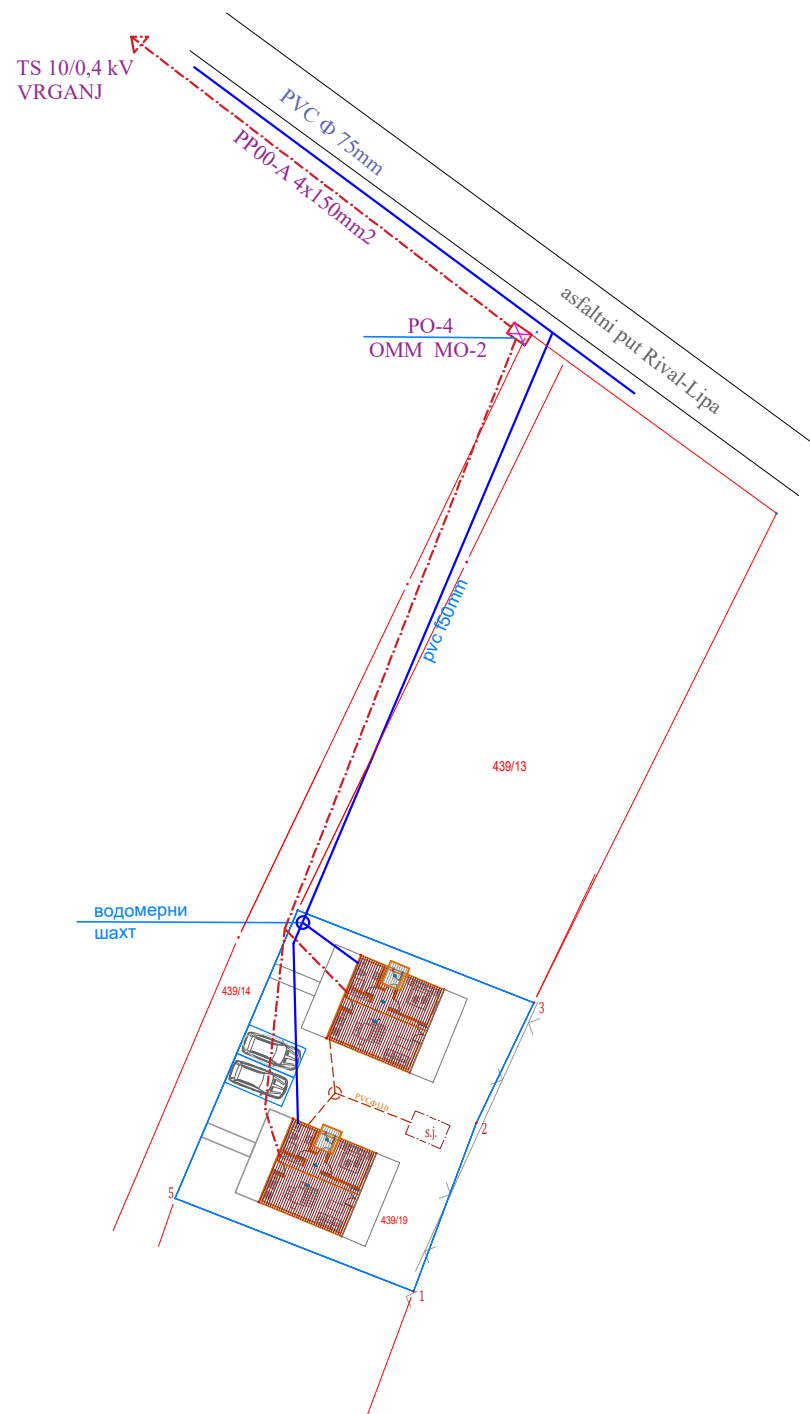 TS 10/0,4 kV
VRGANJ
PVC Φ 75mm
PP00-A 4x150mm2
PO-4
OMM MO-2
asfaltni put Rival-Lipa
pvc f50mm
439/13
водомерни
шахт
439/14
3
PVCΦ110
s.j.
2
5
439/19
1